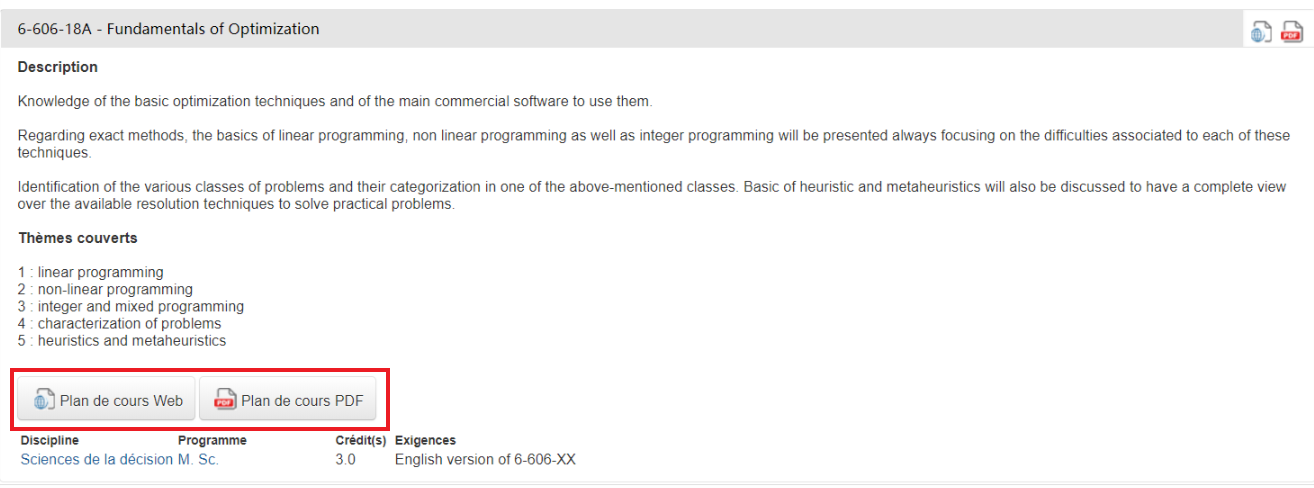 6-606-18A - Fundamentals of Optimization
PDF
Description
Knowledge of the basic optimization techniques and of the main commercial software to use them.
Regarding exact methods, the basics of linear programming, non linear programming as well as integer programming will be presented always focusing on the difficulties associated to each of these
techniques.
Identification of the various classes of problems and their categorization in one of the above-mentioned classes. Basic of heuristic and metaheuristics will also be discussed to have a complete view
over the available resolution techniques to solve practical problems.
Thèmes couverts
1 : linear programming
2 : non-linear programming
3 : integer and mixed programming
4 : characterization of problems
5 : heuristics and metaheuristics
Plan de cours Web PDF Plan de cours PDF
Discipline Programme Crédit(s) Exigences
Sciences de la décision M. Sc. 3.0 English version of 6-606-XX